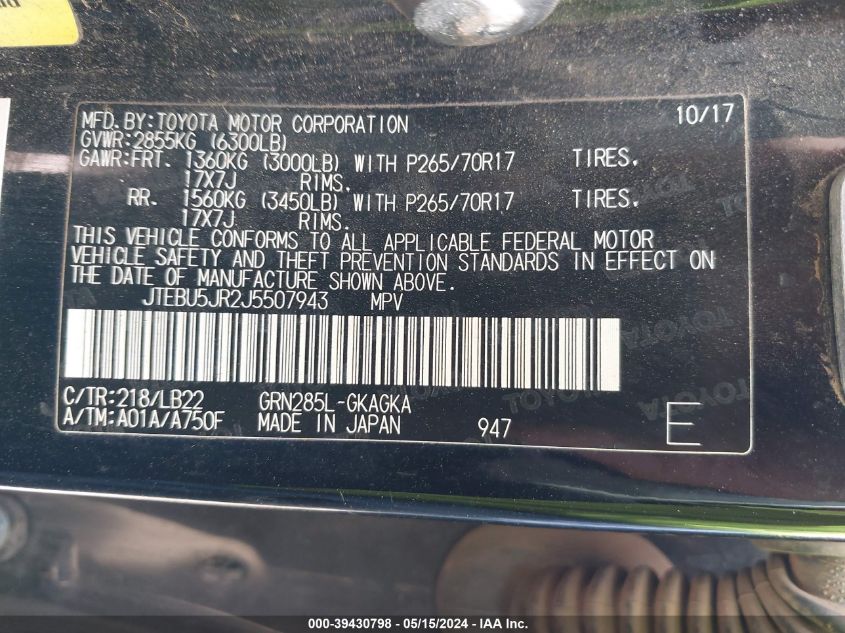 MFD.BY:TOYOTA MOTOR CORPORATION 10/17
GVWR:2855KG (6300LB)
GAWR:FRT. 1360KG (3000LB) WITH P265/70R17 TIRES.
17X7J RIMS.
RR. 1560KG (3450LB) WITH P265/70R17 TIRES.
17X7J RIMS.
THIS VEHICLE CONFORMS TO ALL APPLICABLE FEDERAL MOTOR
VEHICLE SAFETY AND THEFT PREVENTION STANDARDS IN EFFECT ON
THE DATE OF MANUFACTURE SHOWN ABOVE.
JTEBU5JR2J5507943 MPV
C/TR:218/LB22 GRN285L-GKAGKA
A/TM:A01A/A750F MADE IN JAPAN 947 E
000-39430798 - 05/15/2024 - IAA Inc.